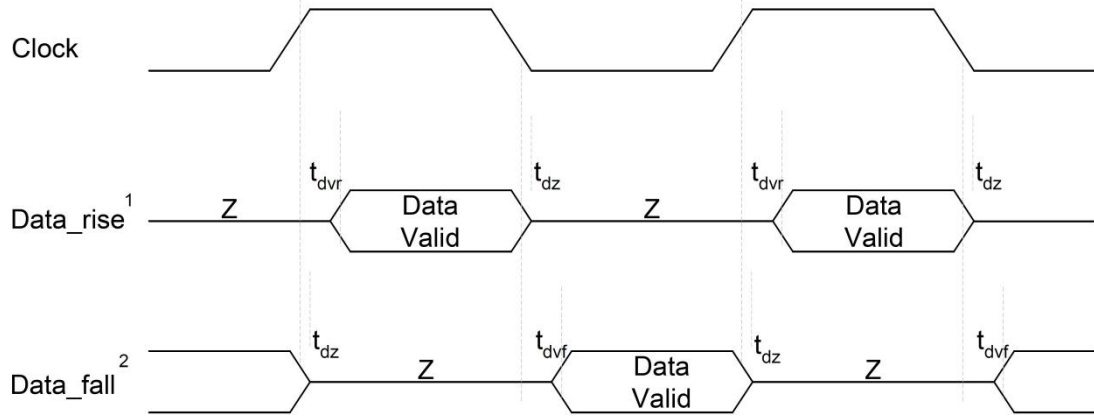 Clock
t_dvr t_dz t_dvr t_dz
Data_rise^1 Z Data Valid Z Data Valid
t_dz t_dvf t_dz t_dvf
Data_fall^2 Z Data Valid Z